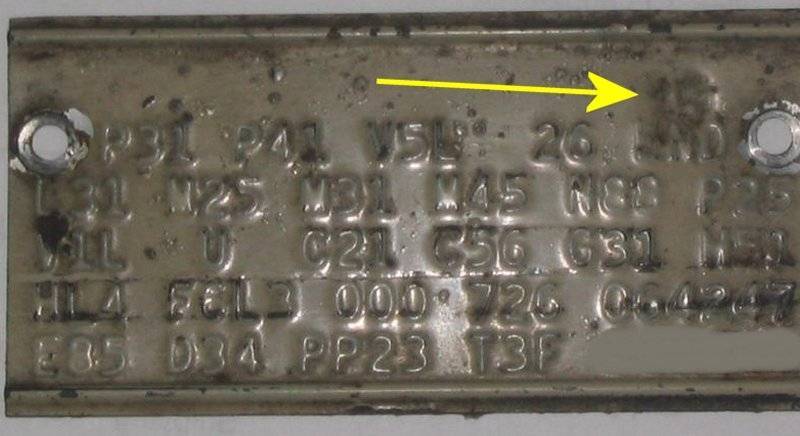 P31 P41 V5L 26 END
L31 M25 M31 M45 N88 P25
V1L U C21 C56 G31 H51
HL4 000 726 064247
E85 D34 PP23 T3F